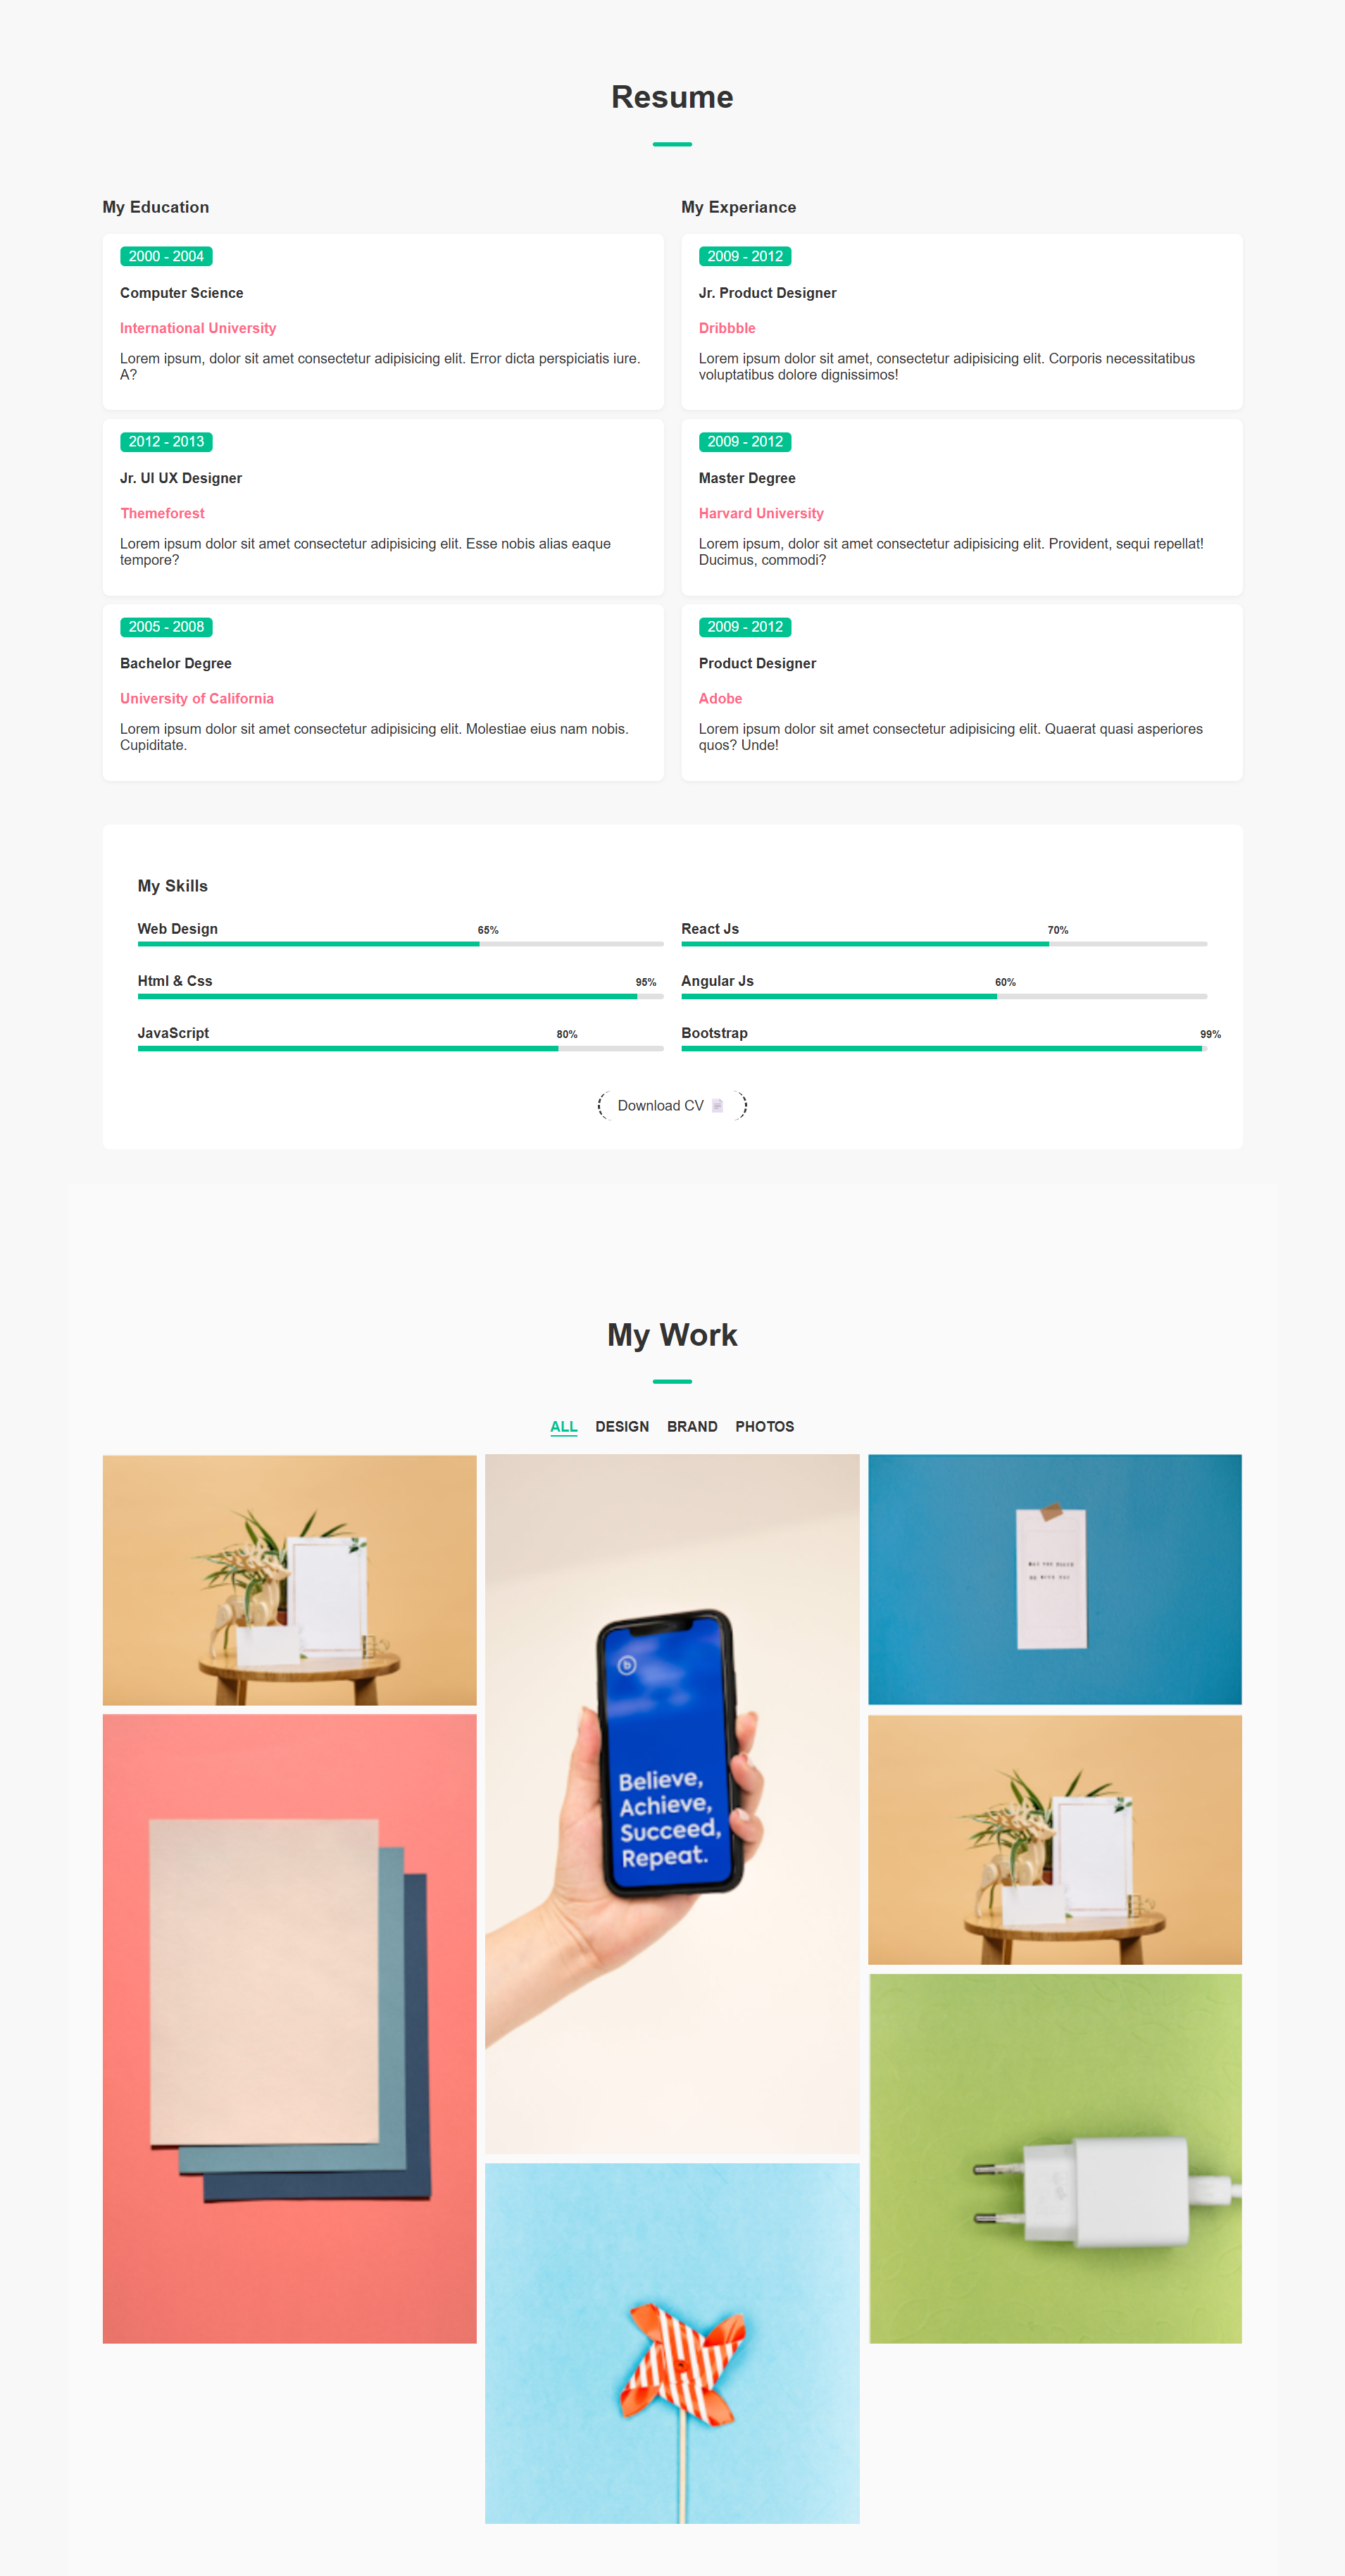 Resume
My Education
2000 - 2004
Computer Science
International University
Lorem ipsum, dolor sit amet consectetur adipisicing elit. Error dicta perspiciatis iure.
A?
2012 - 2013
Jr. UI UX Designer
Themeforest
Lorem ipsum dolor sit amet consectetur adipisicing elit. Esse nobis alias eaque
tempore?
2005 - 2008
Bachelor Degree
University of California
Lorem ipsum dolor sit amet consectetur adipisicing elit. Molestiae eius nam nobis.
Cupiditate.
My Experiance
2009 - 2012
Jr. Product Designer
Dribbble
Lorem ipsum dolor sit amet, consectetur adipisicing elit. Corporis necessitatibus
voluptatibus dolore dignissimos!
2009 - 2012
Master Degree
Harvard University
Lorem ipsum, dolor sit amet consectetur adipisicing elit. Provident, sequi repellat!
Ducimus, commodi?
2009 - 2012
Product Designer
Adobe
Lorem ipsum dolor sit amet consectetur adipisicing elit. Quaerat quasi asperiores
quos? Unde!
My Skills
Web Design 65%
Html & Css 95%
JavaScript 80%
React Js 70%
Angular Js 60%
Bootstrap 99%
Download CV
My Work
ALL DESIGN BRAND PHOTOS
b
Believe,
Achieve,
Succeed,
Repeat.
MAY THE FORCE
BE WITH YOU